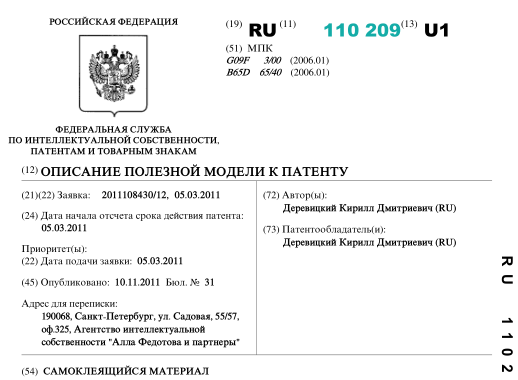 РОССИЙСКАЯ ФЕДЕРАЦИЯ
ФЕДЕРАЛЬНАЯ СЛУЖБА
ПО ИНТЕЛЛЕКТУАЛЬНОЙ СОБСТВЕННОСТИ,
ПАТЕНТАМ И ТОВАРНЫМ ЗНАКАМ
(19) RU (11) 110 209 (13) U1
(51) МПК
G09F 3/00 (2006.01)
B65D 65/40 (2006.01)
(12) ОПИСАНИЕ ПОЛЕЗНОЙ МОДЕЛИ К ПАТЕНТУ
(21)(22) Заявка: 2011108430/12, 05.03.2011
(24) Дата начала отсчета срока действия патента:
05.03.2011
Приоритет(ы):
(22) Дата подачи заявки: 05.03.2011
(45) Опубликовано: 10.11.2011 Бюл. № 31
Адрес для переписки:
190068, Санкт-Петербург, ул. Садовая, 55/57,
оф.325, Агентство интеллектуальной
собственности "Алла Федотова и партнеры"
(72) Автор(ы):
Деревицкий Кирилл Дмитриевич (RU)
(73) Патентообладатель(и):
Деревицкий Кирилл Дмитриевич (RU)
(54) САМОКЛЕЯЩИЙСЯ МАТЕРИАЛ
RU 1102